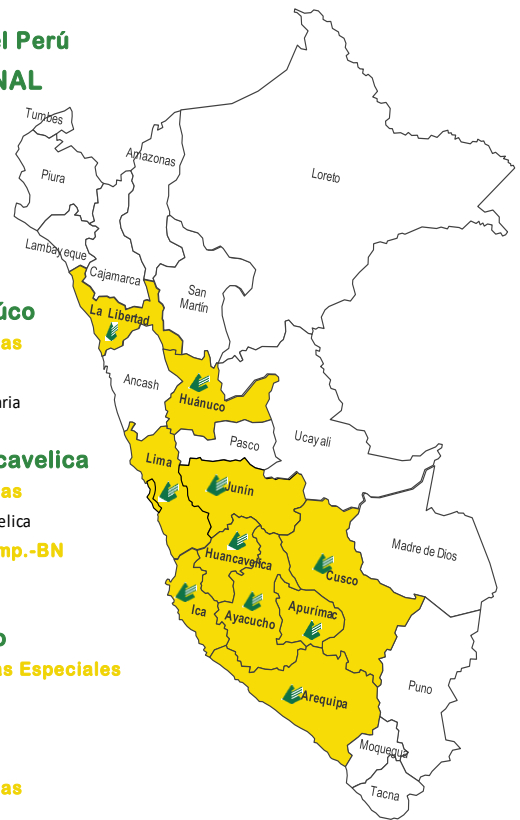 el Perú
NAL
úco
as
aria
cavelica
as
elica
mp.-BN
o
as Especiales
as
Tumbes
Piura
Amazonas
Loreto
Lambayeque
Cajamarca
San
Martín
La Libertad
Ancash
Huánuco
Pasco
Ucayali
Lima
Junín
Huancavelica
Madre de Dios
Cusco
Ica
Ayacucho
Apurímac
Puno
Arequipa
Moquegua
Tacna